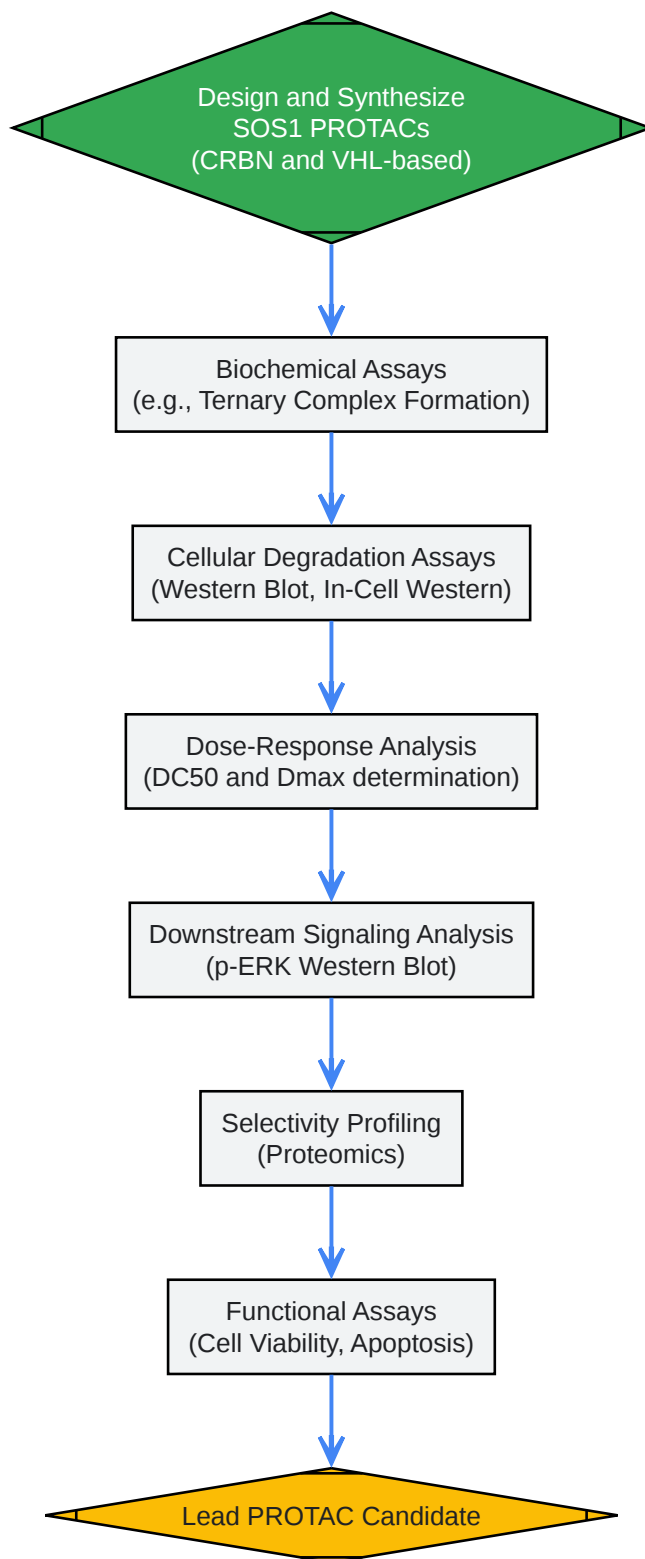 Design and Synthesize
SOS1 PROTACs
(CRBN and VHL-based)
Biochemical Assays
(e.g., Ternary Complex Formation)
Cellular Degradation Assays
(Western Blot, In-Cell Western)
Dose-Response Analysis
(DC50 and Dmax determination)
Downstream Signaling Analysis
(p-ERK Western Blot)
Selectivity Profiling
(Proteomics)
Functional Assays
(Cell Viability, Apoptosis)
Lead PROTAC Candidate